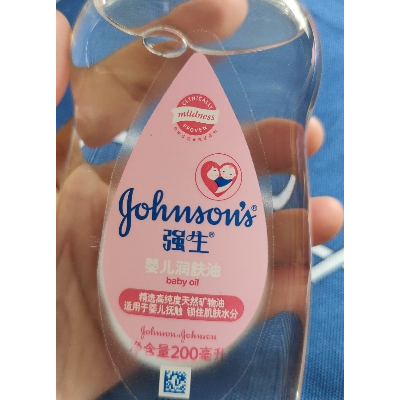 CLINICALLY
mildness
PROVEN
Johnson's®
强生®
婴儿润肤油
baby oil
精选高纯度天然矿物油
适用于婴儿抚触 锁住肌肤水分
Johnson & Johnson
净含量200毫升